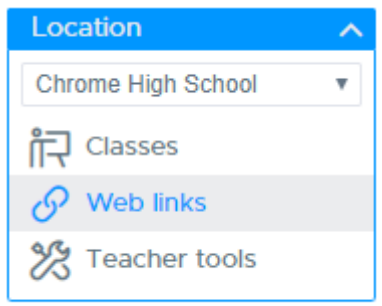 Location
Chrome High School
Classes
Web links
Teacher tools